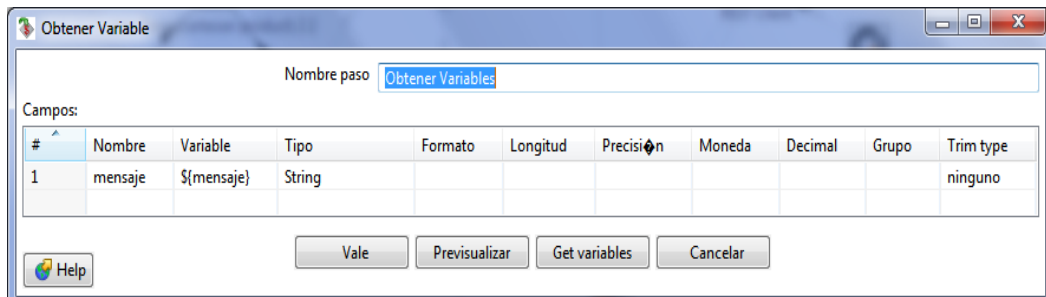 Obtener Variable
Nombre paso Obtener Variables
Campos:
# Nombre Variable Tipo Formato Longitud Precisi�n Moneda Decimal Grupo Trim type
1 mensaje ${mensaje} String ninguno
Vale Previsualizar Get variables Cancelar
Help